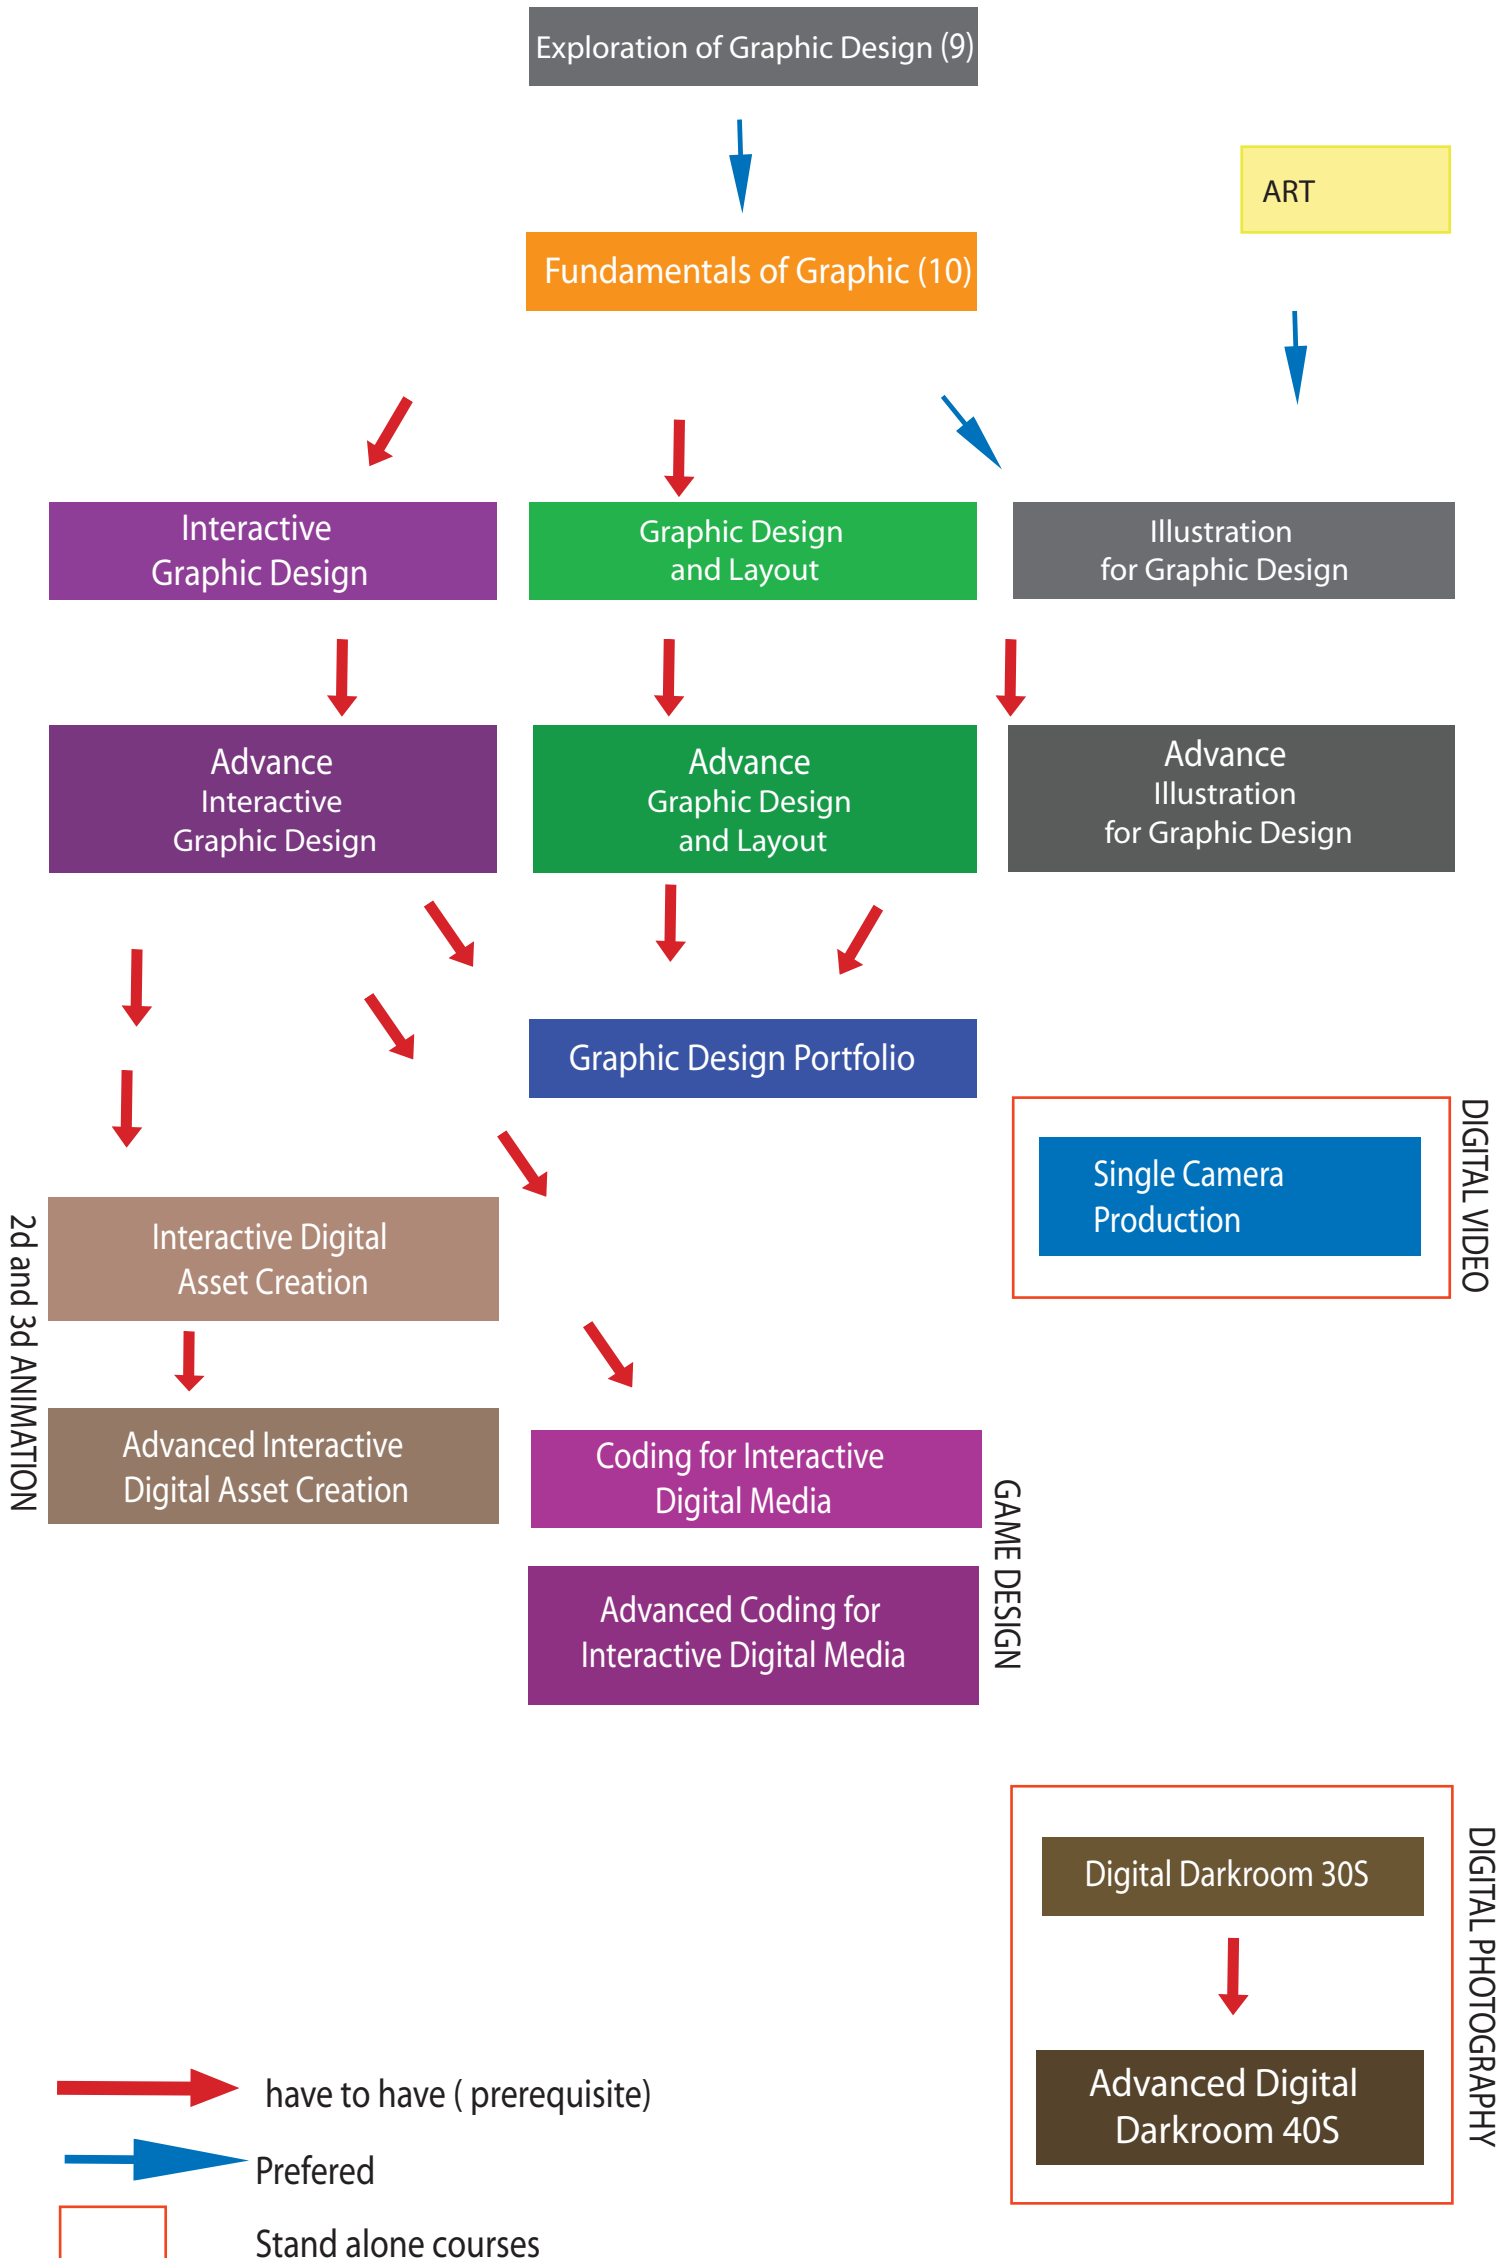 Exploration of Graphic Design (9)
ART
Fundamentals of Graphic (10)
Interactive
Graphic Design
Graphic Design
and Layout
Illustration
for Graphic Design
Advance
Interactive
Graphic Design
Advance
Graphic Design
and Layout
Advance
Illustration
for Graphic Design
Graphic Design Portfolio
Single Camera
Production
DIGITAL VIDEO
2d and 3d ANIMATION
Interactive Digital
Asset Creation
Advanced Interactive
Digital Asset Creation
Coding for Interactive
Digital Media
Advanced Coding for
Interactive Digital Media
GAME DESIGN
Digital Darkroom 30S
Advanced Digital
Darkroom 40S
DIGITAL PHOTOGRAPHY
have to have ( prerequisite)
Prefered
Stand alone courses